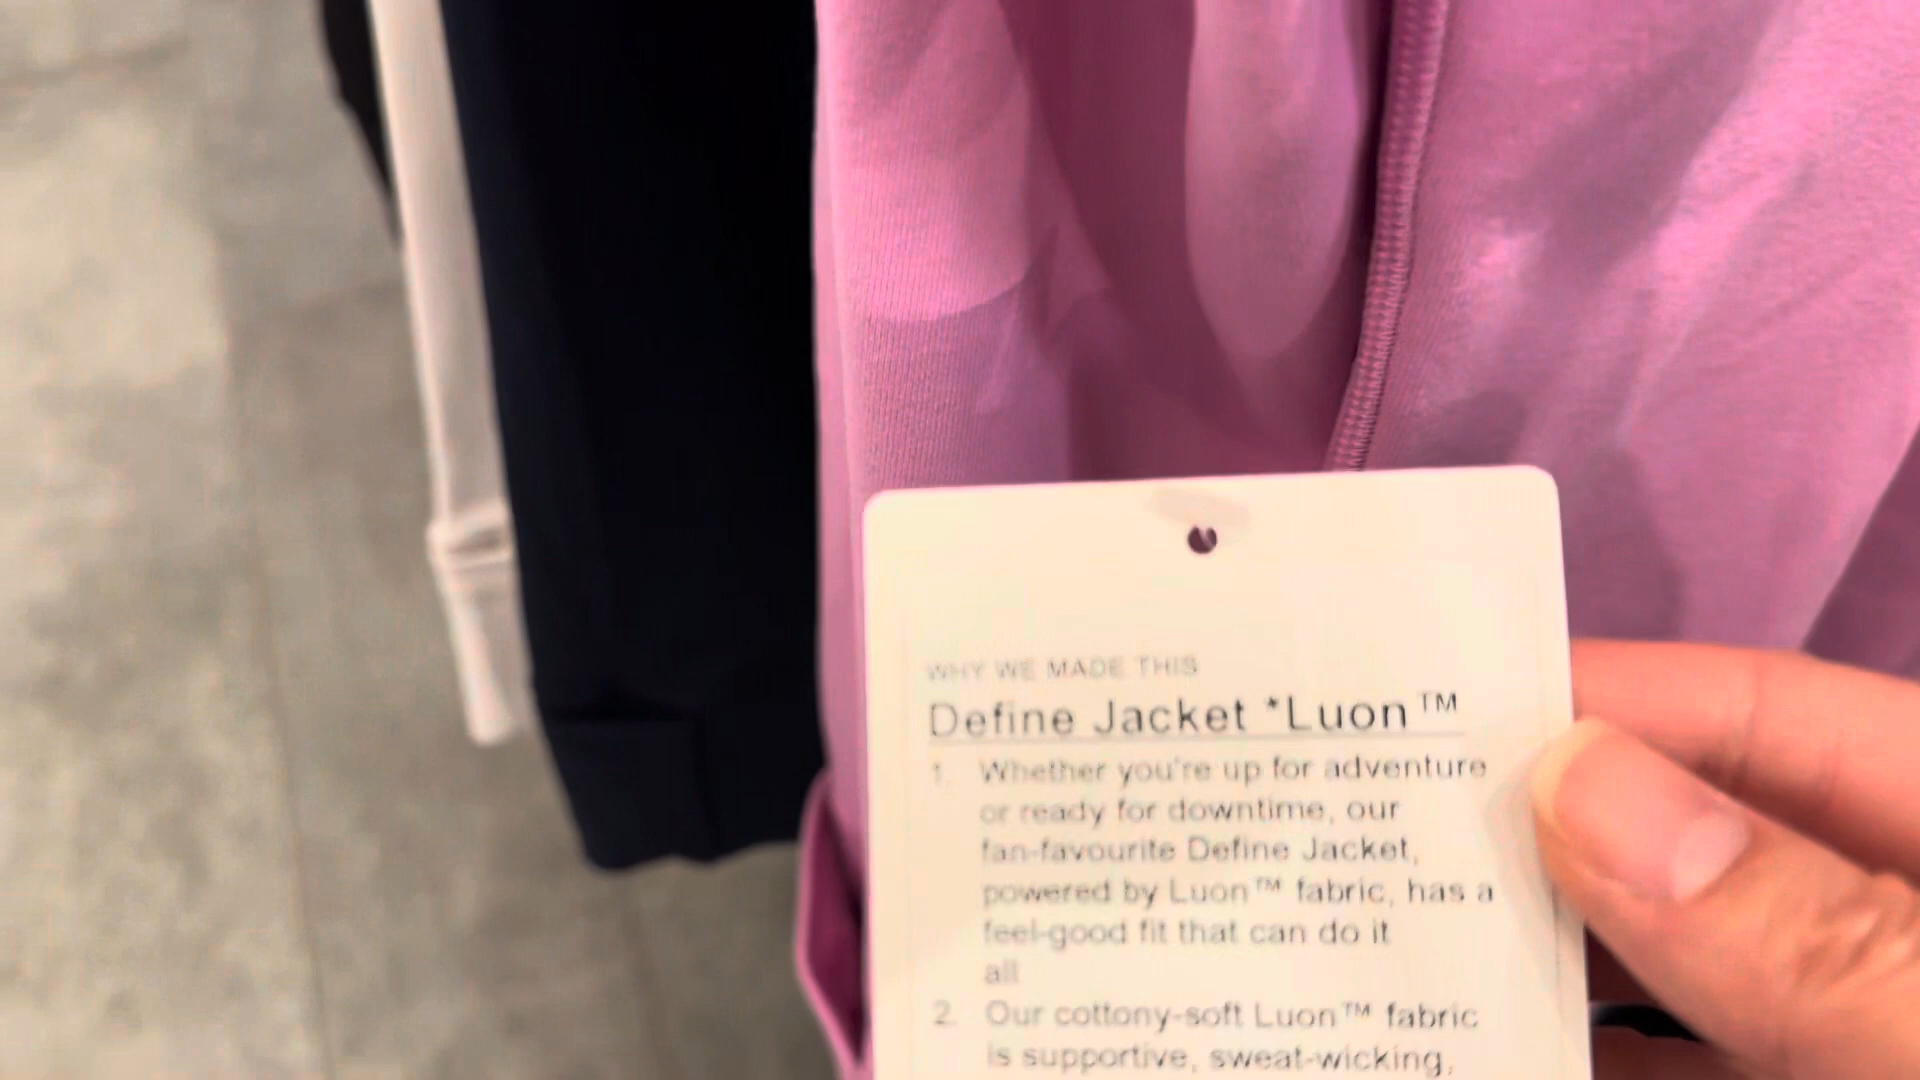 WHY WE MADE THIS
Define Jacket *Luon™
1. Whether you're up for adventure
or ready for downtime, our
fan-favourite Define Jacket,
powered by Luon™ fabric, has a
feel-good fit that can do it
all
2. Our cottony-soft Luon™ fabric
is supportive, sweat-wicking,